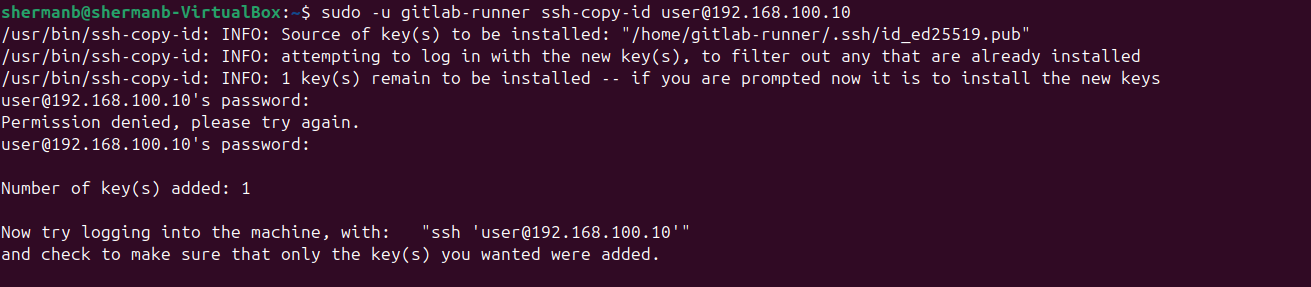 shermanb@shermanb-VirtualBox:~$ sudo -u gitlab-runner ssh-copy-id user@192.168.100.10
/usr/bin/ssh-copy-id: INFO: Source of key(s) to be installed: "/home/gitlab-runner/.ssh/id_ed25519.pub"
/usr/bin/ssh-copy-id: INFO: attempting to log in with the new key(s), to filter out any that are already installed
/usr/bin/ssh-copy-id: INFO: 1 key(s) remain to be installed -- if you are prompted now it is to install the new keys
user@192.168.100.10's password:
Permission denied, please try again.
user@192.168.100.10's password:
Number of key(s) added: 1
Now try logging into the machine, with:   "ssh 'user@192.168.100.10'"
and check to make sure that only the key(s) you wanted were added.